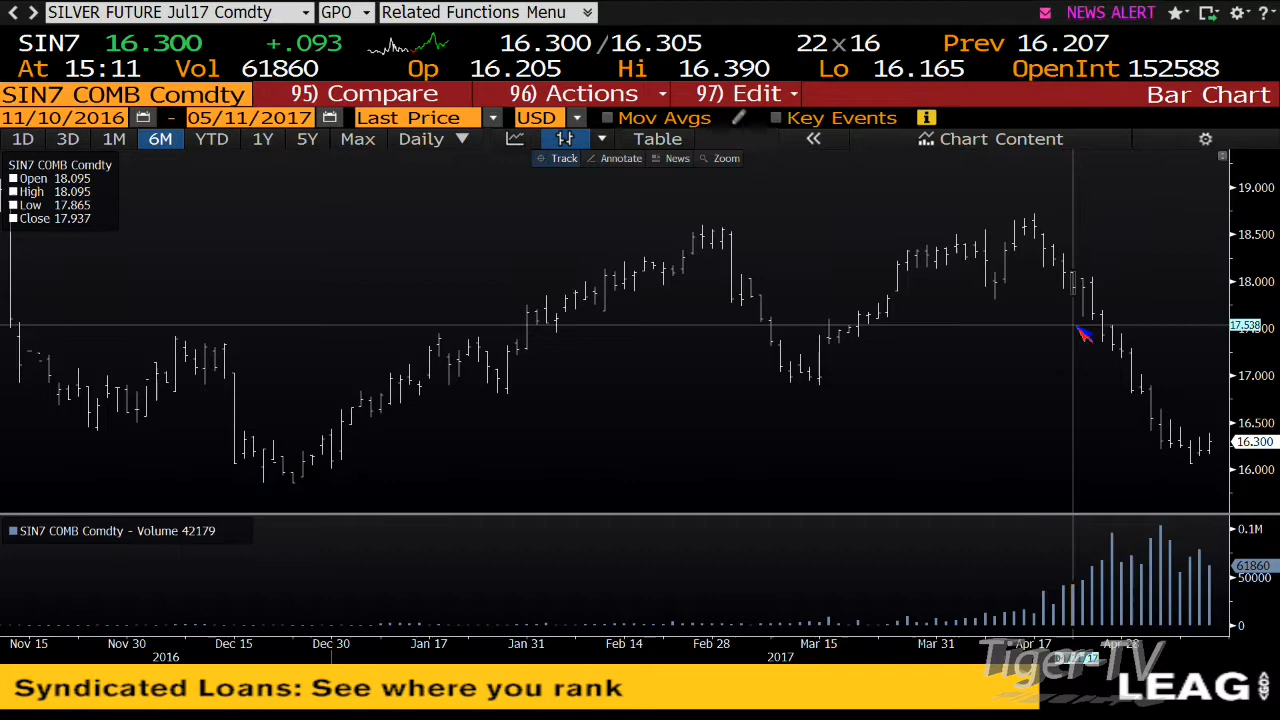 SILVER FUTURE Jul17 Comdty GPO Related Functions Menu NEWS ALERT ?
SIN7 16.300 +.093 16.300/16.305 22x16 Prev 16.207
At 15:11 Vol 61860 Op 16.205 Hi 16.390 Lo 16.165 OpenInt 152588
SIN7 COMB Comdty 95) Compare 96) Actions 97) Edit Bar Chart
11/10/2016 - 05/11/2017 Last Price USD Mov Avgs Key Events
1D 3D 1M 6M YTD 1Y 5Y Max Daily Table Chart Content
Track Annotate News Zoom
SIN7 COMB Comdty
Open 18.095
High 18.095
Low 17.865
Close 17.937
19.000
18.500
18.000
17.538
17.000
16.500
16.300
16.000
SIN7 COMB Comdty - Volume 42179
0.1M
61860
50000
0
Nov 15 Nov 30 Dec 15 Dec 30 Jan 17 Jan 31 Feb 14 Feb 28 Mar 15 Mar 31 Apr 17 Apr 28
2016 2017
Tiger-TV
Syndicated Loans: See where you rank LEAG <GO>